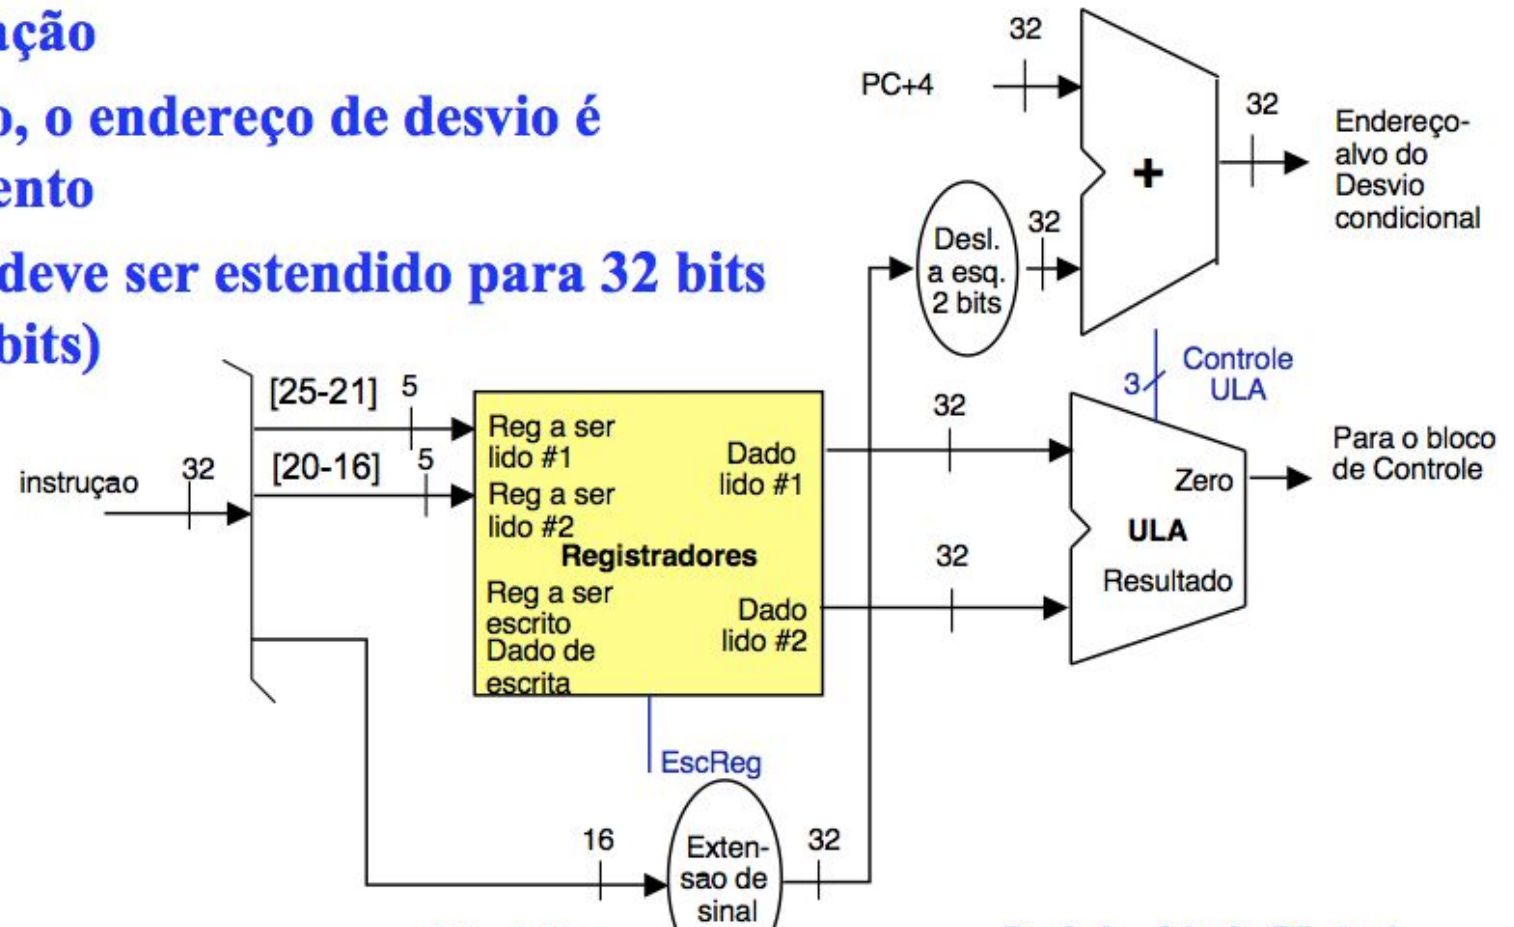 ação
o, o endereço de desvio é
ento
deve ser estendido para 32 bits
bits)
32
PC+4
32
Endereço-
alvo do
Desvio
condicional
+
Desl.
a esq.
2 bits
32
Controle
ULA
3
[25-21]
5
[20-16]
5
instruçao
32
Reg a ser
lido #1
Reg a ser
lido #2
Registradores
Reg a ser
escrito
Dado de
escrita
Dado
lido #1
Dado
lido #2
32
32
Zero
ULA
Resultado
Para o bloco
de Controle
EscReg
16
Exten-
sao de
sinal
32